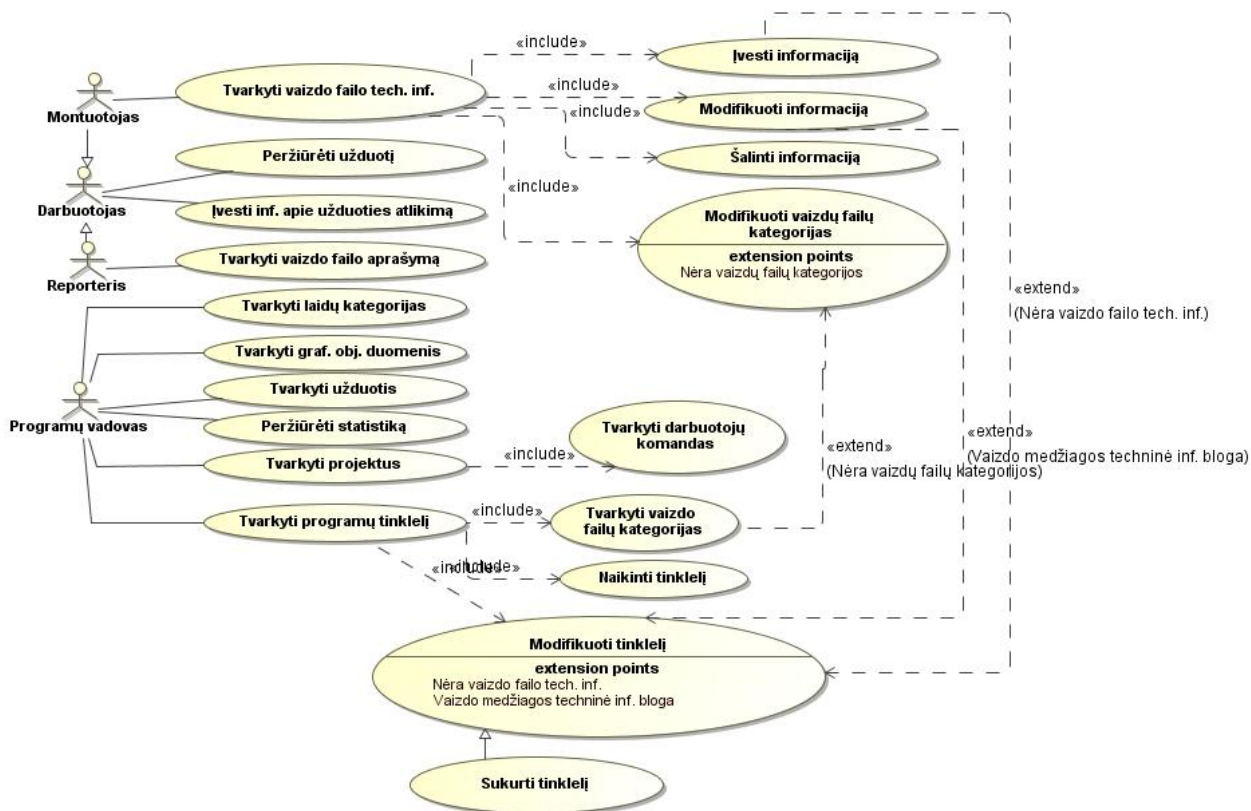 «include»
Įvesti informaciją
Montuotojas
Tvarkyti vaizdo failo tech. inf.
«include»
Modifikuoti informaciją
«include»
Šalinti informaciją
Peržiūrėti užduotį
Darbuotojas
Įvesti inf. apie užduoties atlikimą
«include»
Modifikuoti vaizdų failų
kategorijas
extension points
Nėra vaizdų failų kategorijos
Tvarkyti vaizdo failo aprašymą
Reporteris
«extend»
(Nėra vaizdo failo tech. inf.)
Tvarkyti laidų kategorijas
Tvarkyti graf. obj. duomenis
Tvarkyti užduotis
Programų vadovas
Peržiūrėti statistiką
Tvarkyti projektus
«include»
Tvarkyti darbuotojų
komandas
«extend»
(Nėra vaizdų failų kategorijos)
«extend»
(Vaizdo medžiagos techninė inf. bloga)
Tvarkyti programų tinklelį
«include»
Tvarkyti vaizdo
failų kategorijas
«include»
«include»
Naikinti tinklelį
Modifikuoti tinklelį
extension points
Nėra vaizdo failo tech. inf.
Vaizdo medžiagos techninė inf. bloga
Sukurti tinklelį